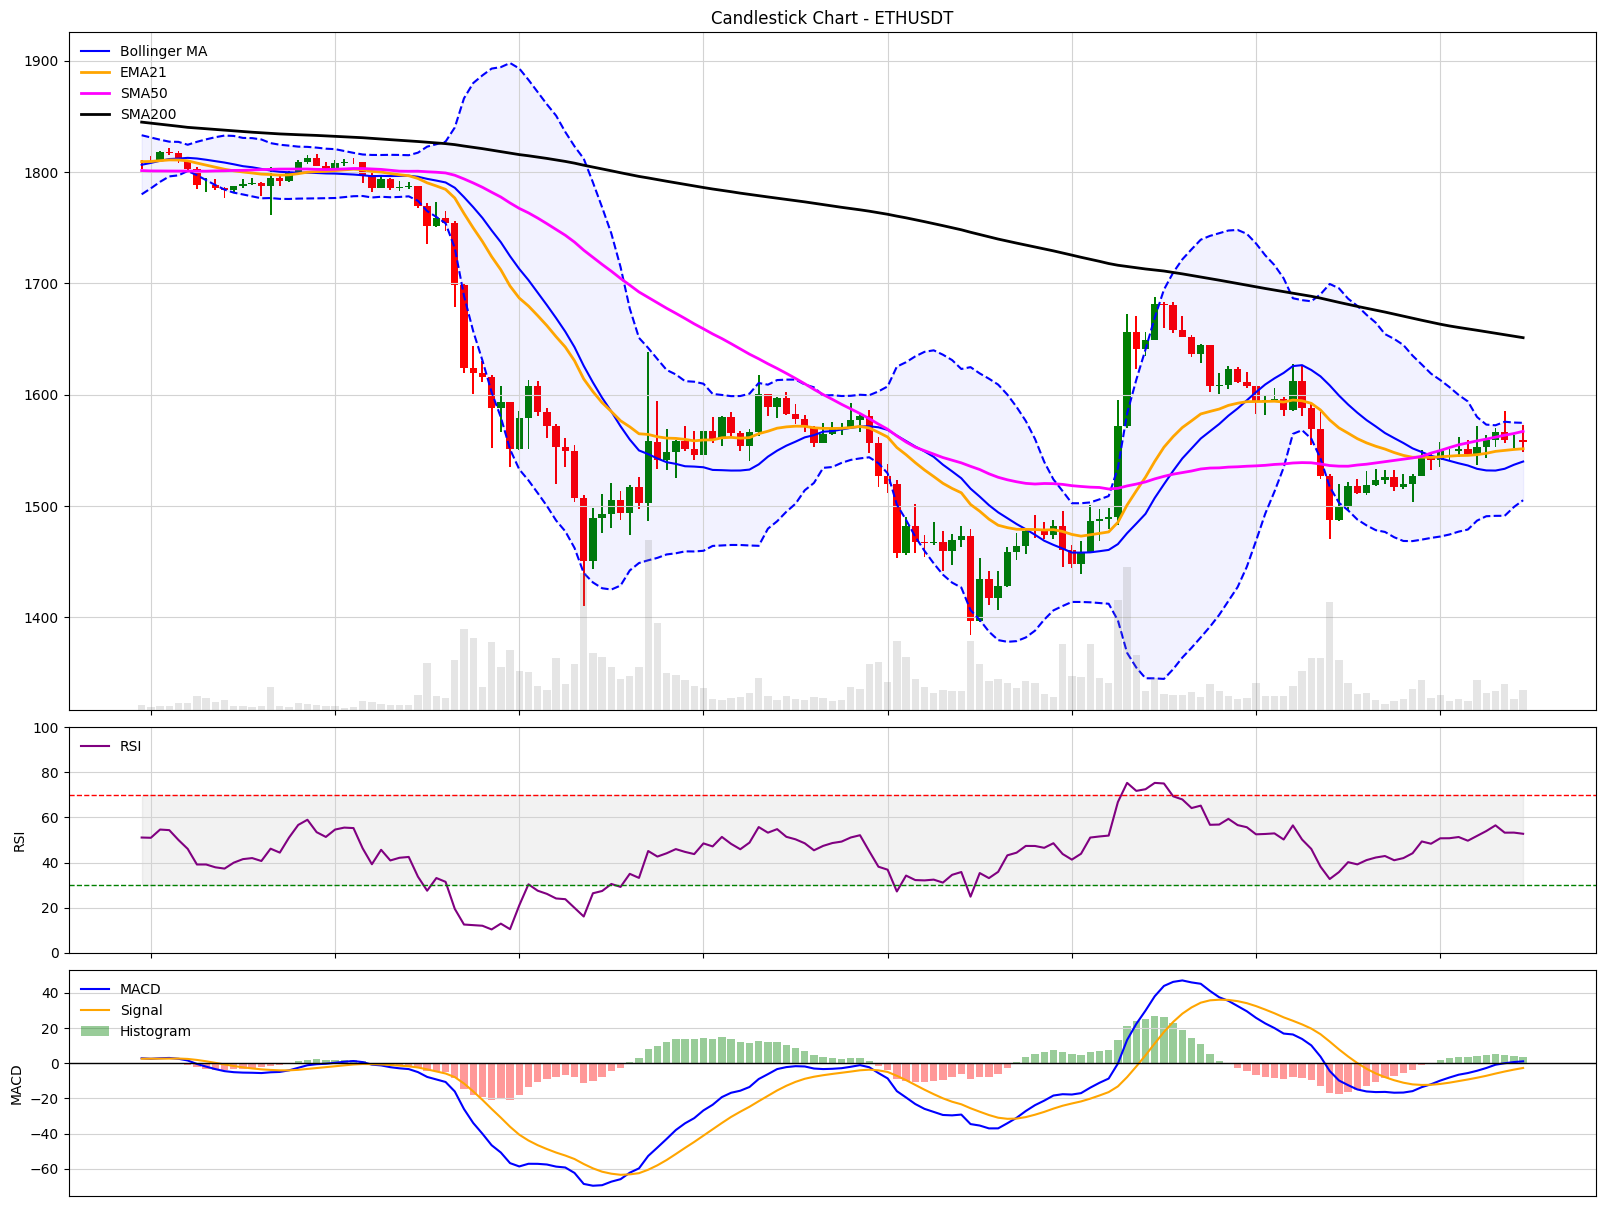 Candlestick Chart - ETHUSDT
Bollinger MA
EMA21
SMA50
SMA200
1900
1800
1700
1600
1500
1400
RSI
100
80
60
40
20
0
RSI
MACD
Signal
Histogram
40
20
0
−20
−40
−60
MACD